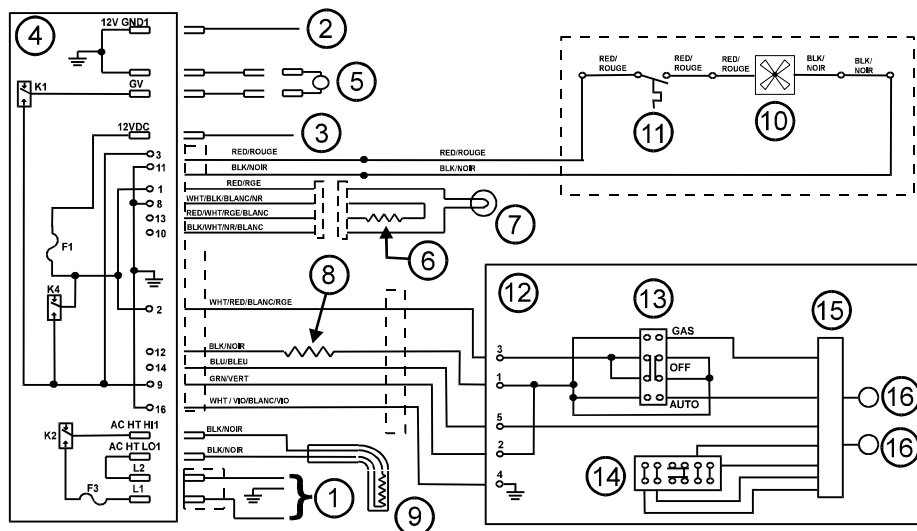 4
12V GND1
2
K1
GV
5
12VDC
3
3
11
1
8
13
10
F1
K4
2
12
14
9
16
K2
AC HT HI1
AC HT LO1
L2
F3
L1
RED/ROUGE
RED/ROUGE
BLK/NOIR
BLK/NOIR
RED/RGE
WHT/BLK/BLANC/NR
RED/WHT/RGE/BLANC
BLK/WHT/NR/BLANC
6
7
8
WHT/RED/BLANC/RGE
BLK/NOIR
BLU/BLEU
GRN/VERT
WHT / VIO/BLANC/VIO
BLK/NOIR
BLK/NOIR
1
9
RED/
ROUGE
RED/
ROUGE
RED/
ROUGE
BLK/
NOIR
BLK/
NOIR
11
10
12
13
15
GAS
OFF
AUTO
3
1
5
2
4
14
16
16